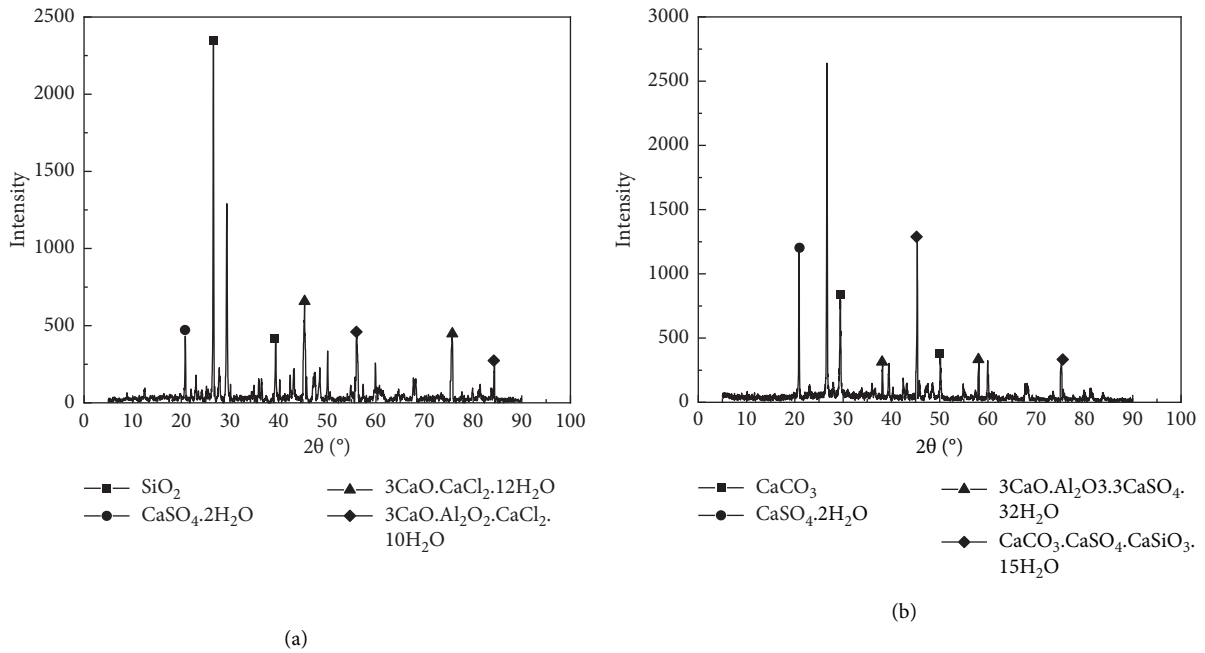 2500
2000
1500
1000
500
0
Intensity
0 10 20 30 40 50 60 70 80 90 100
2θ (°)
SiO₂
CaSO₄.2H₂O
3CaO.CaCl₂.12H₂O
3CaO.Al₂O₂.CaCl₂.
10H₂O
(a)
3000
2500
2000
1500
1000
500
0
Intensity
0 10 20 30 40 50 60 70 80 90 100
2θ (°)
CaCO₃
CaSO₄.2H₂O
3CaO.Al₂O3.3CaSO₄.
32H₂O
CaCO₃.CaSO₄.CaSiO₃.
15H₂O
(b)